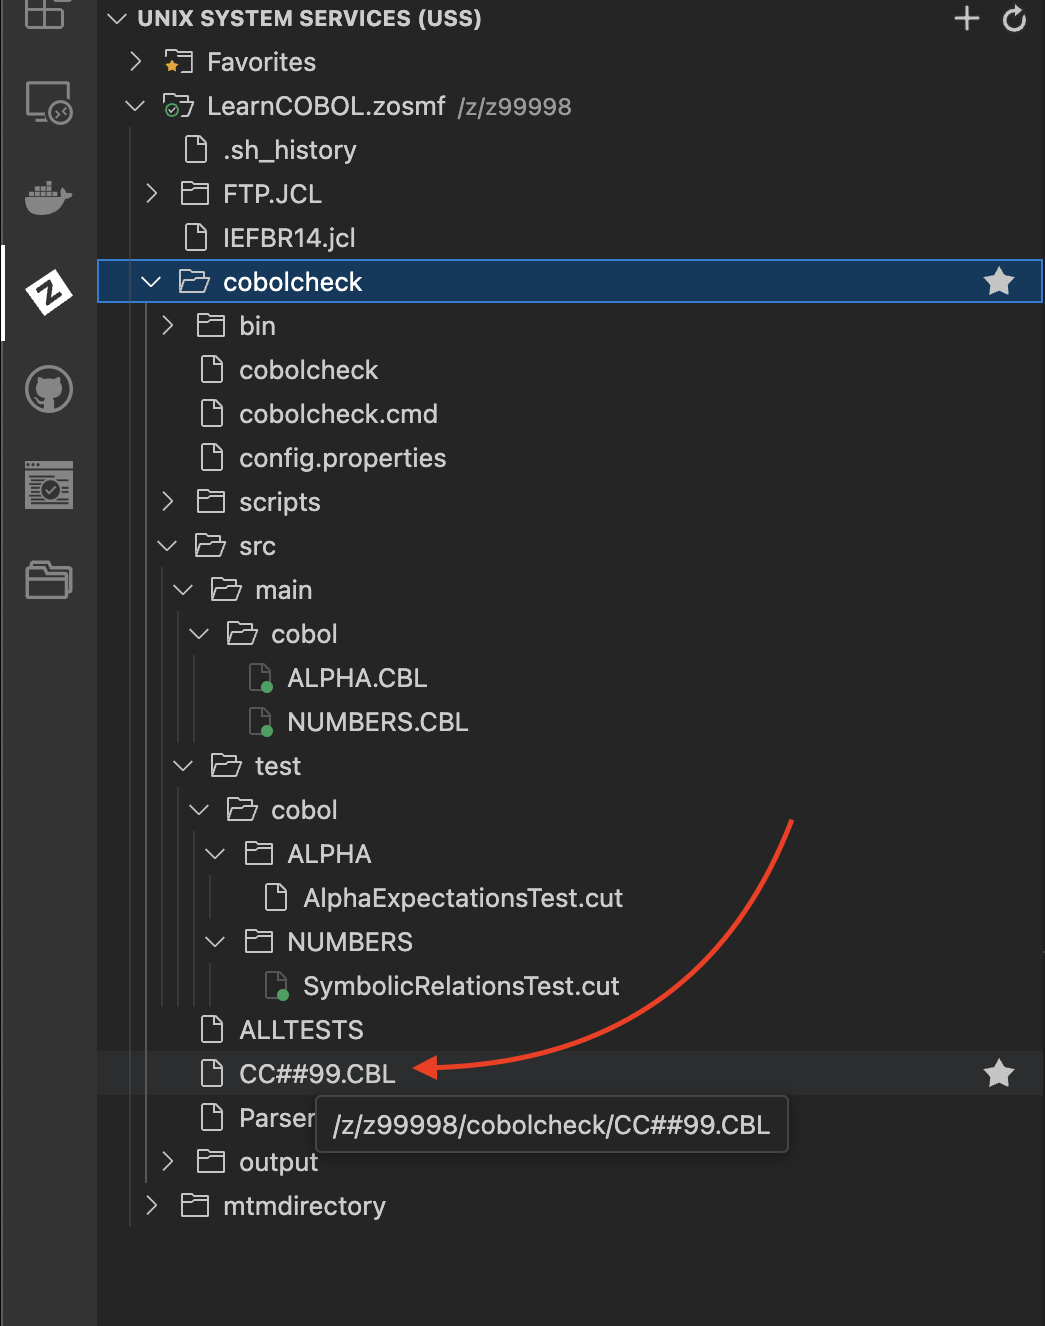 UNIX SYSTEM SERVICES (USS)
Favorites
LearnCOBOL.zosmf /z/z99998
.sh_history
FTP.JCL
IEFBR14.jcl
cobolcheck
bin
cobolcheck
cobolcheck.cmd
config.properties
scripts
src
main
cobol
ALPHA.CBL
NUMBERS.CBL
test
cobol
ALPHA
AlphaExpectationsTest.cut
NUMBERS
SymbolicRelationsTest.cut
ALLTESTS
CC##99.CBL
Parser
/z/z99998/cobolcheck/CC##99.CBL
output
mtmdirectory